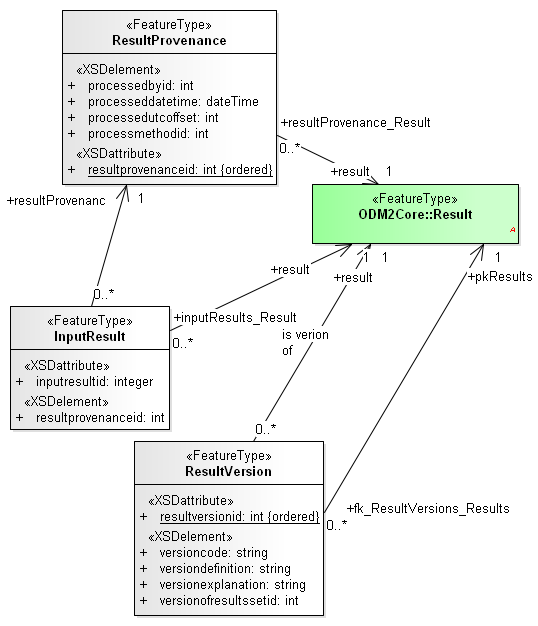 «FeatureType»
ResultProvenance
«XSDelement»
+ processedbyid: int
+ processeddatetime: dateTime
+ processedutcoffset: int
+ processmethodid: int
«XSDattribute»
+ resultprovenanceid: int {ordered}
+resultProvenance_Result
0..*
+result 1
«FeatureType»
ODM2Core::Result
A
+resultProvenanc 1
0..*
«FeatureType»
InputResult
«XSDattribute»
+ inputresultid: integer
«XSDelement»
+ resultprovenanceid: int
1 1 1
+result
+result
+pkResults
+inputResults_Result
0..*
is verion
of
0..*
«FeatureType»
ResultVersion
«XSDattribute»
+ resultversionid: int {ordered}
«XSDelement»
+ versioncode: string
+ versiondefinition: string
+ versionexplanation: string
+ versionofresultssetid: int
+fk_ResultVersions_Results
0..*